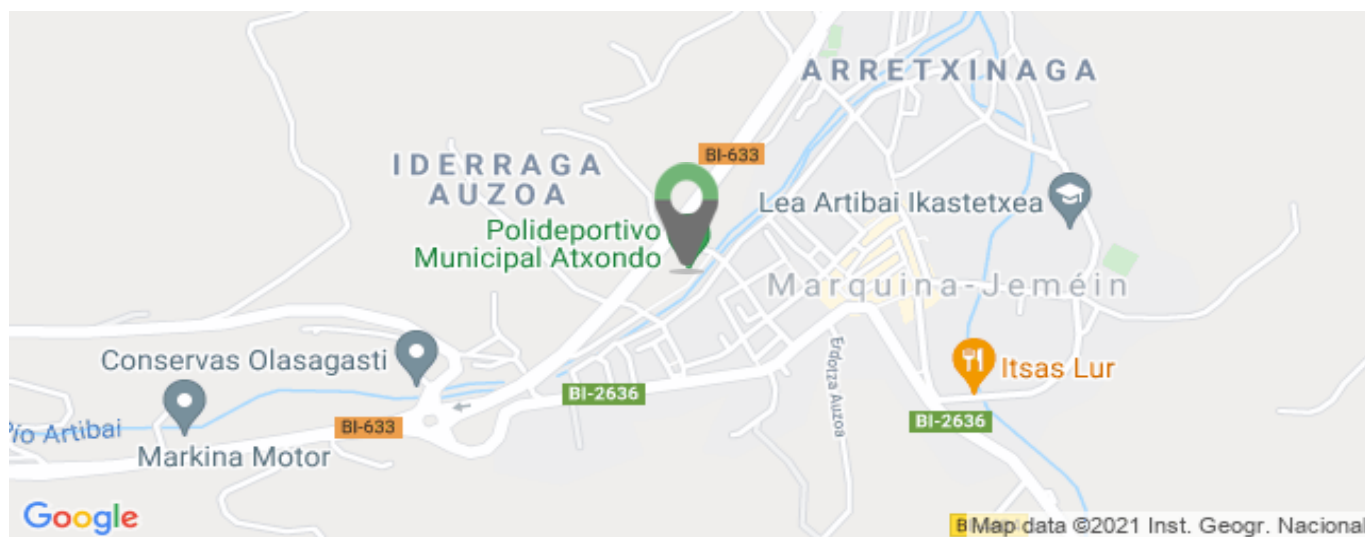 ARRETXINAGA
BI-633
IDERRAGA
AUZOA
Lea Artibai Ikastetxea
Polideportivo
Municipal Atxondo
Marquina-Jeméin
Conservas Olasagasti
Erdotza Auzoa
Itsas Lur
BI-2636
BI-2636
BI-633
Artibai
Markina Motor
Google
Map data ©2021 Inst. Geogr. Nacional